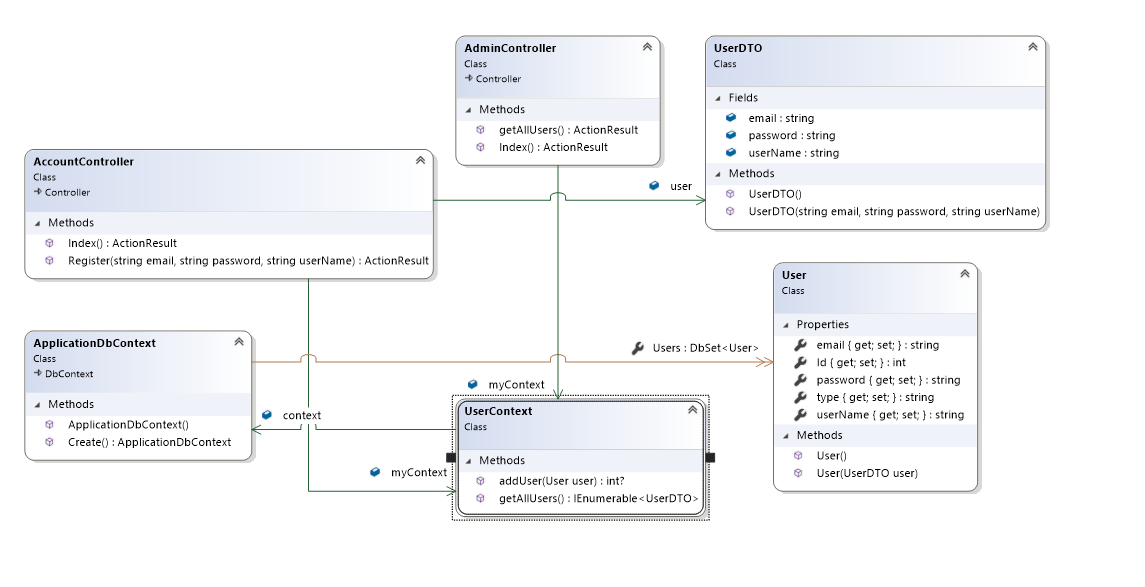 AdminController
Class
Controller
Methods
getAllUsers() : ActionResult
Index() : ActionResult
UserDTO
Class
Fields
email : string
password : string
userName : string
Methods
UserDTO()
UserDTO(string email, string password, string userName)
AccountController
Class
Controller
Methods
Index() : ActionResult
Register(string email, string password, string userName) : ActionResult
user
User
Class
Properties
email { get; set; } : string
Id { get; set; } : int
password { get; set; } : string
type { get; set; } : string
userName { get; set; } : string
Methods
User()
User(UserDTO user)
ApplicationDbContext
Class
DbContext
Methods
ApplicationDbContext()
Create() : ApplicationDbContext
Users : DbSet<User>
myContext
context
myContext
UserContext
Class
Methods
addUser(User user) : int?
getAllUsers() : IEnumerable<UserDTO>